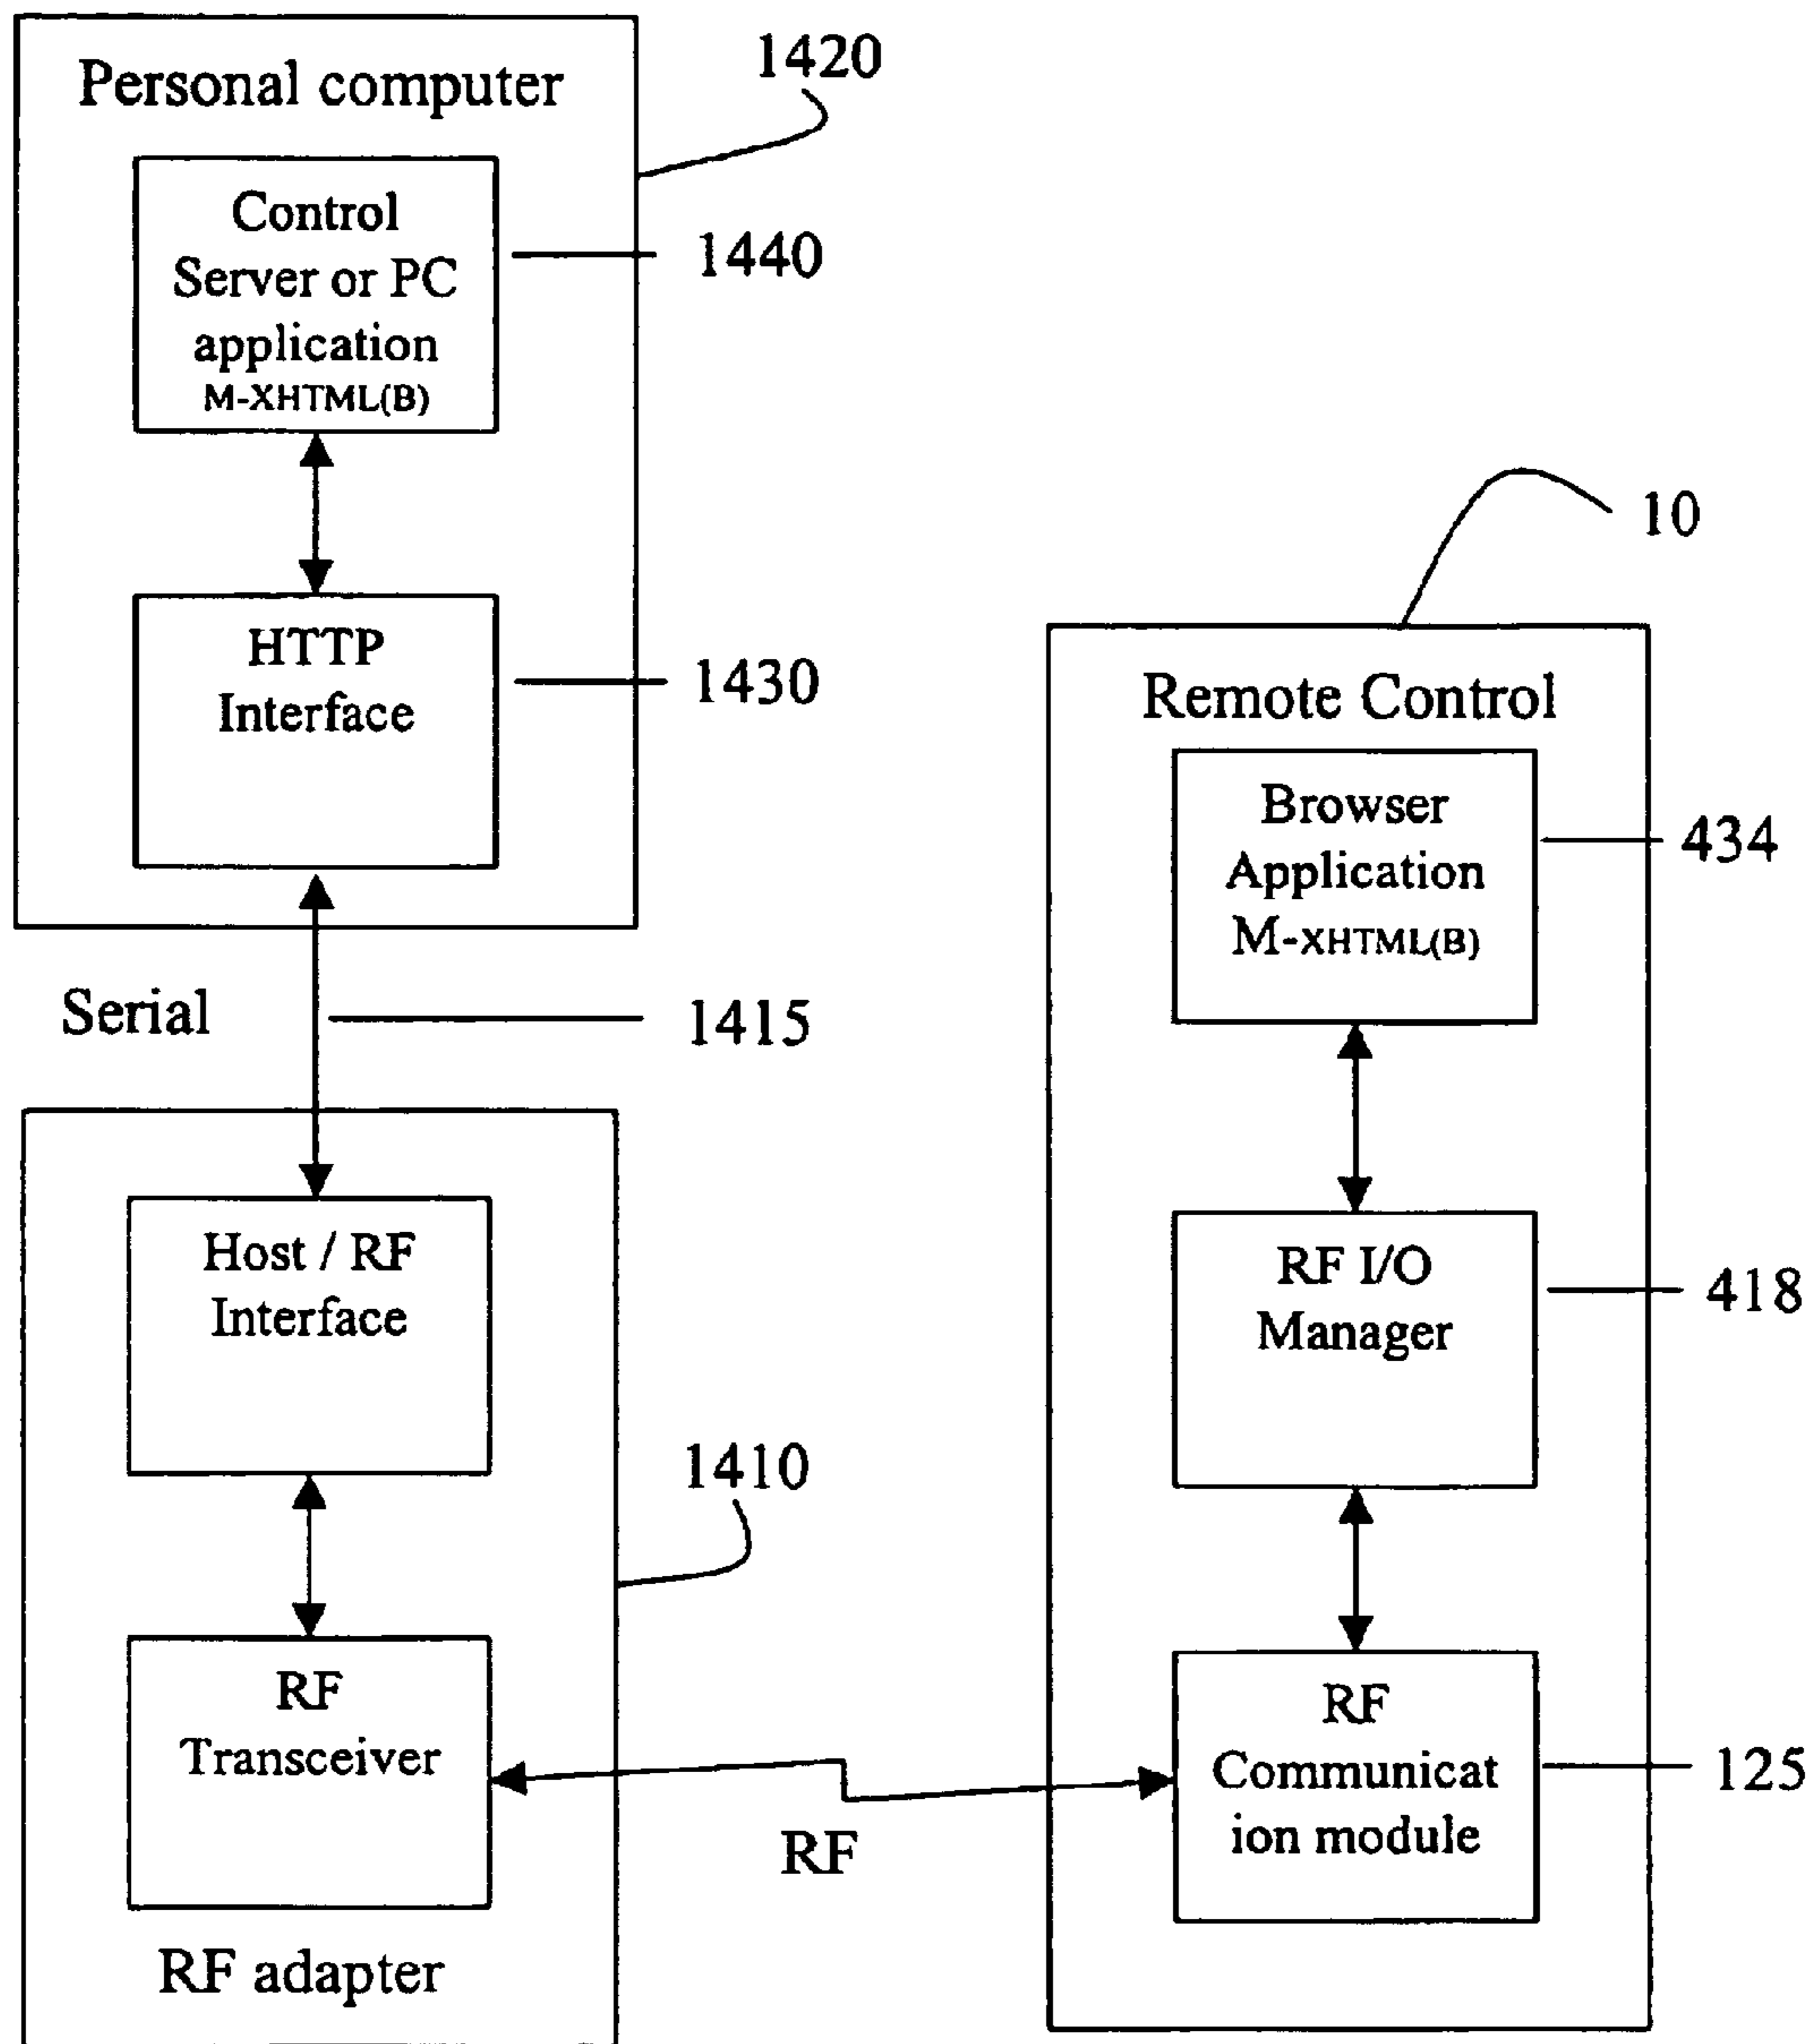 Personal computer
1420
Control
Server or PC
application
M-XHTML(B)
1440
HTTP
Interface
1430
Serial
1415
Host / RF
Interface
1410
RF
Transceiver
RF adapter
RF
10
Remote Control
Browser
Application
M-XHTML(B)
434
RF I/O
Manager
418
RF
Communicat
ion module
125